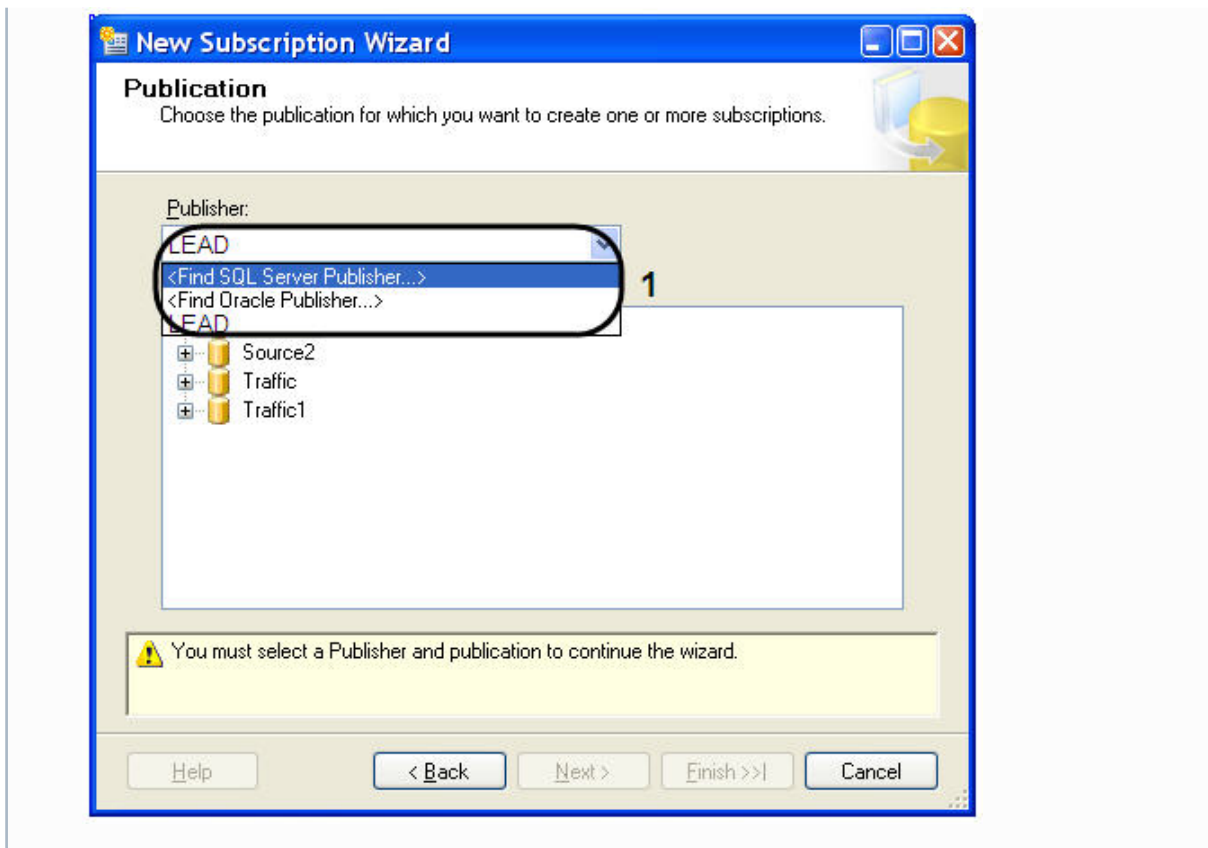 New Subscription Wizard
Publication
Choose the publication for which you want to create one or more subscriptions.
Publisher:
LEAD
<Find SQL Server Publisher...>
1
<Find Oracle Publisher...>
LEAD
Source2
Traffic
Traffic1
You must select a Publisher and publication to continue the wizard.
Help
< Back
Next >
Finish >>|
Cancel